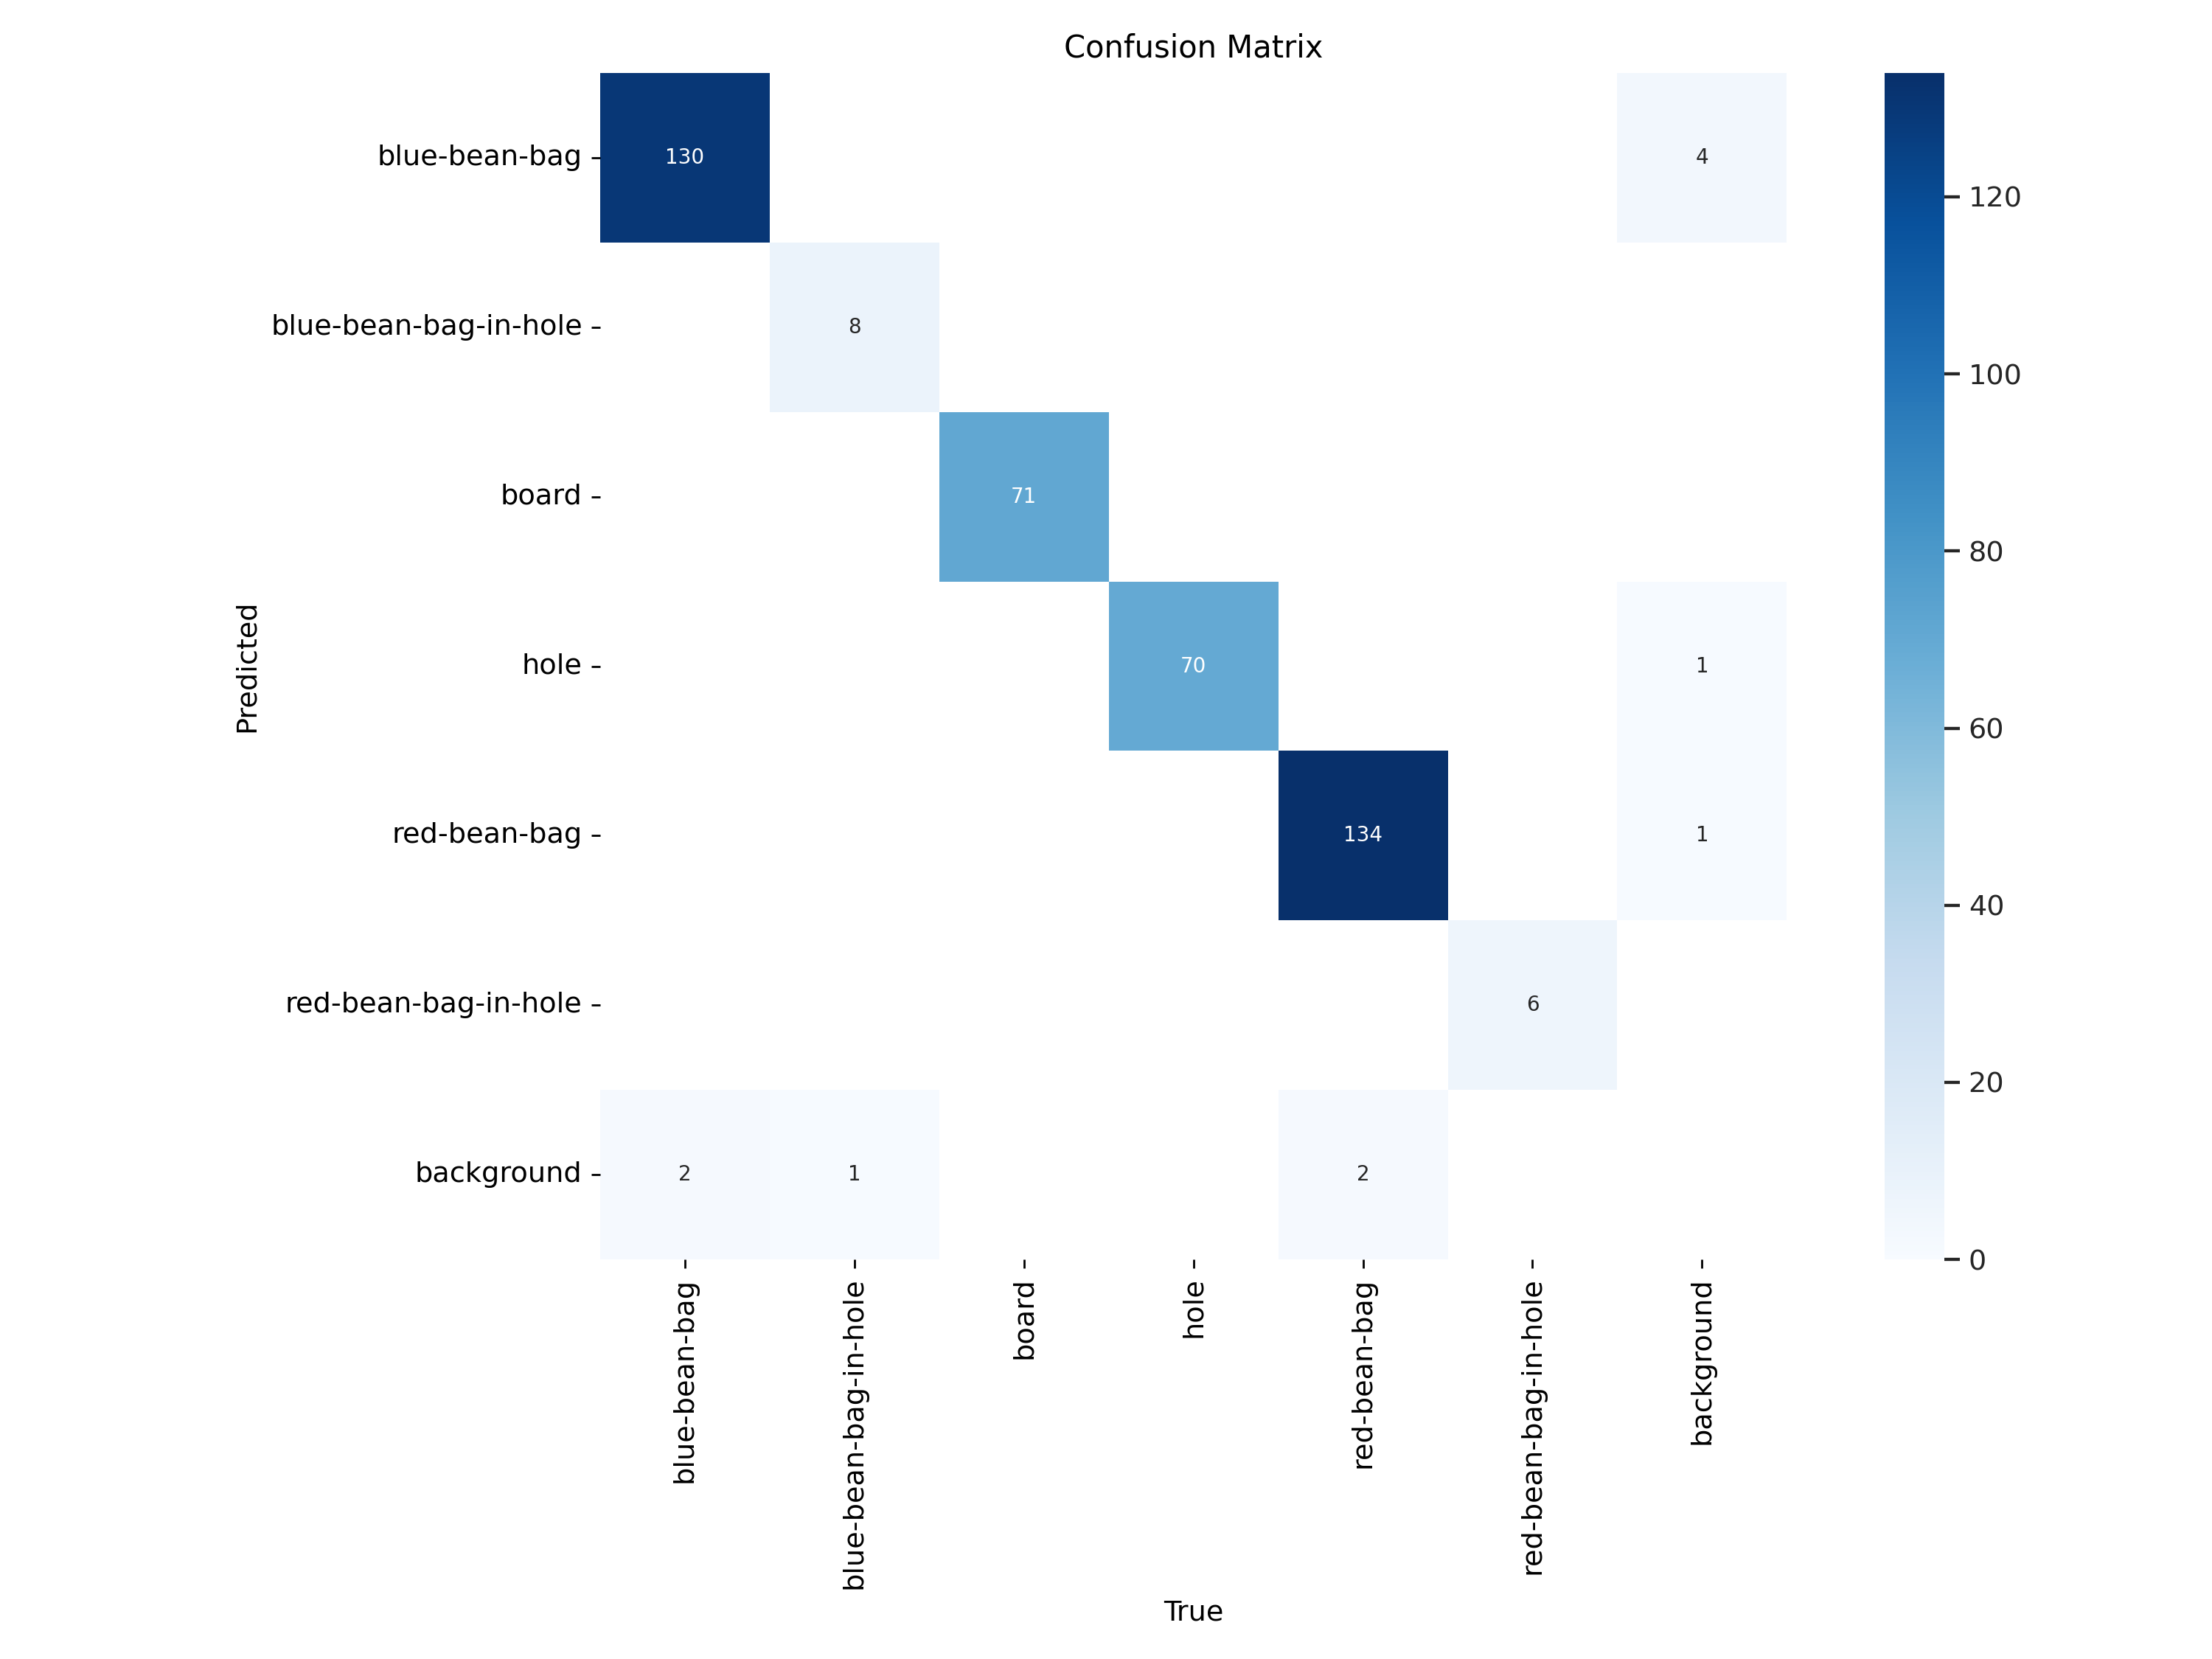 Confusion Matrix
blue-bean-bag
130
4
120
100
blue-bean-bag-in-hole
8
board
71
80
Predicted
hole
70
1
60
red-bean-bag
134
1
40
red-bean-bag-in-hole
6
20
background
2
1
2
0
blue-bean-bag
blue-bean-bag-in-hole
board
hole
red-bean-bag
red-bean-bag-in-hole
background
True